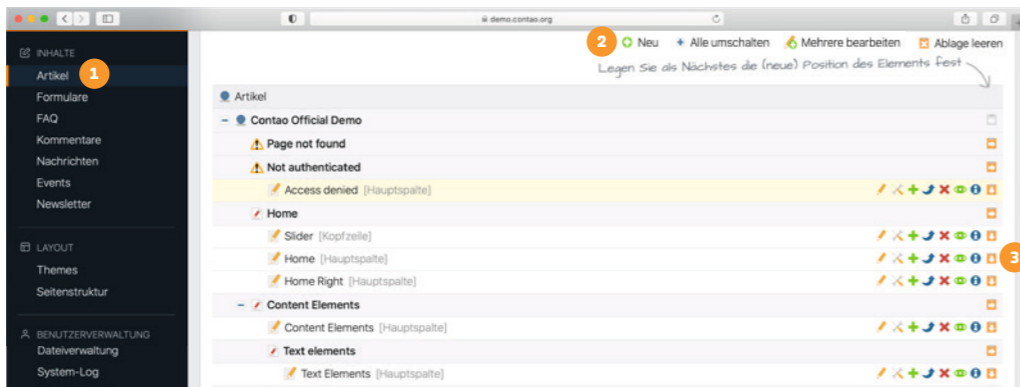 demo.contao.org
INHALTE
Artikel 1
Formulare
FAQ
Kommentare
Nachrichten
Events
Newsletter
LAYOUT
Themes
Seitenstruktur
BENUTZERVERWALTUNG
Dateiverwaltung
System-Log
2 Neu Alle umschalten Mehrere bearbeiten Ablage leeren
Legen Sie als Nächstes die (neue) Position des Elements fest
Artikel
Contao Official Demo
Page not found
Not authenticated
Access denied [Hauptspalte]
Home
Slider [Kopfzeile]
Home [Hauptspalte] 3
Home Right [Hauptspalte]
Content Elements
Content Elements [Hauptspalte]
Text elements
Text Elements [Hauptspalte]